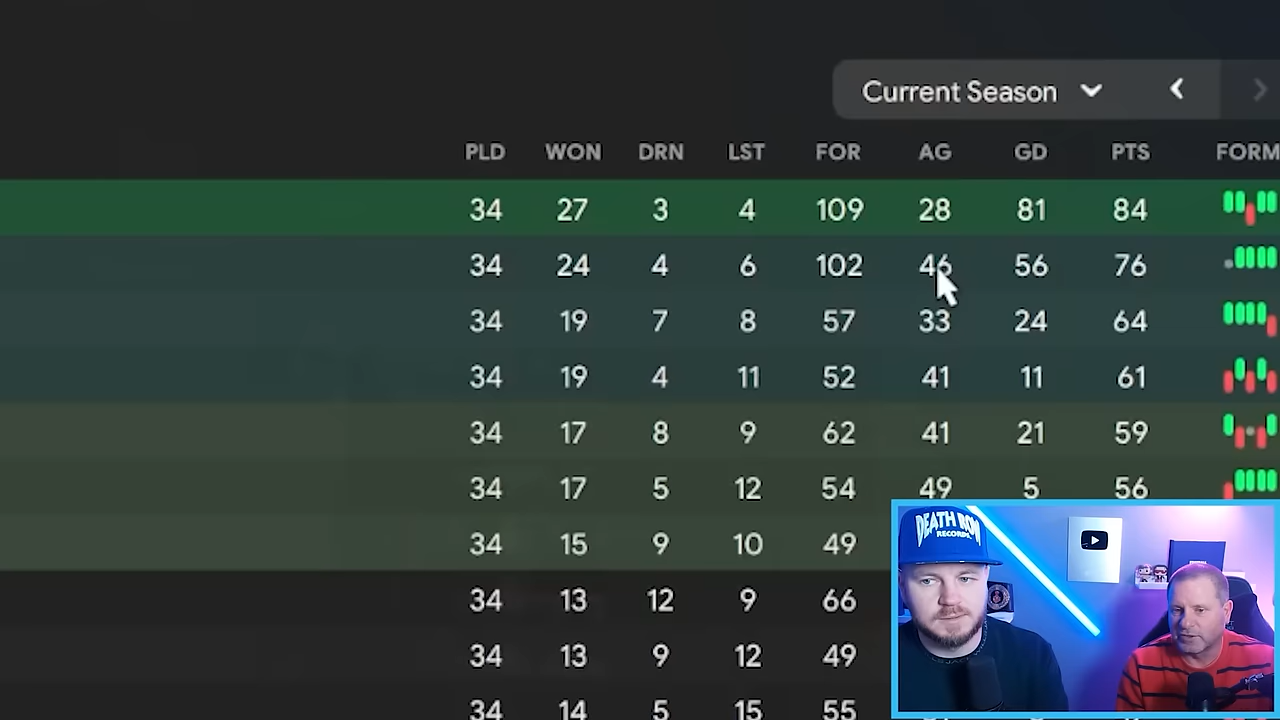 Current Season
PLD WON DRN LST FOR AG GD PTS FORM
34 27 3 4 109 28 81 84
34 24 4 6 102 46 56 76
34 19 7 8 57 33 24 64
34 19 4 11 52 41 11 61
34 17 8 9 62 41 21 59
34 17 5 12 54 49 5 56
34 15 9 10 49
34 13 12 9 66
34 13 9 12 49
34 14 5 15 55
DEATH ROW
RECORDS